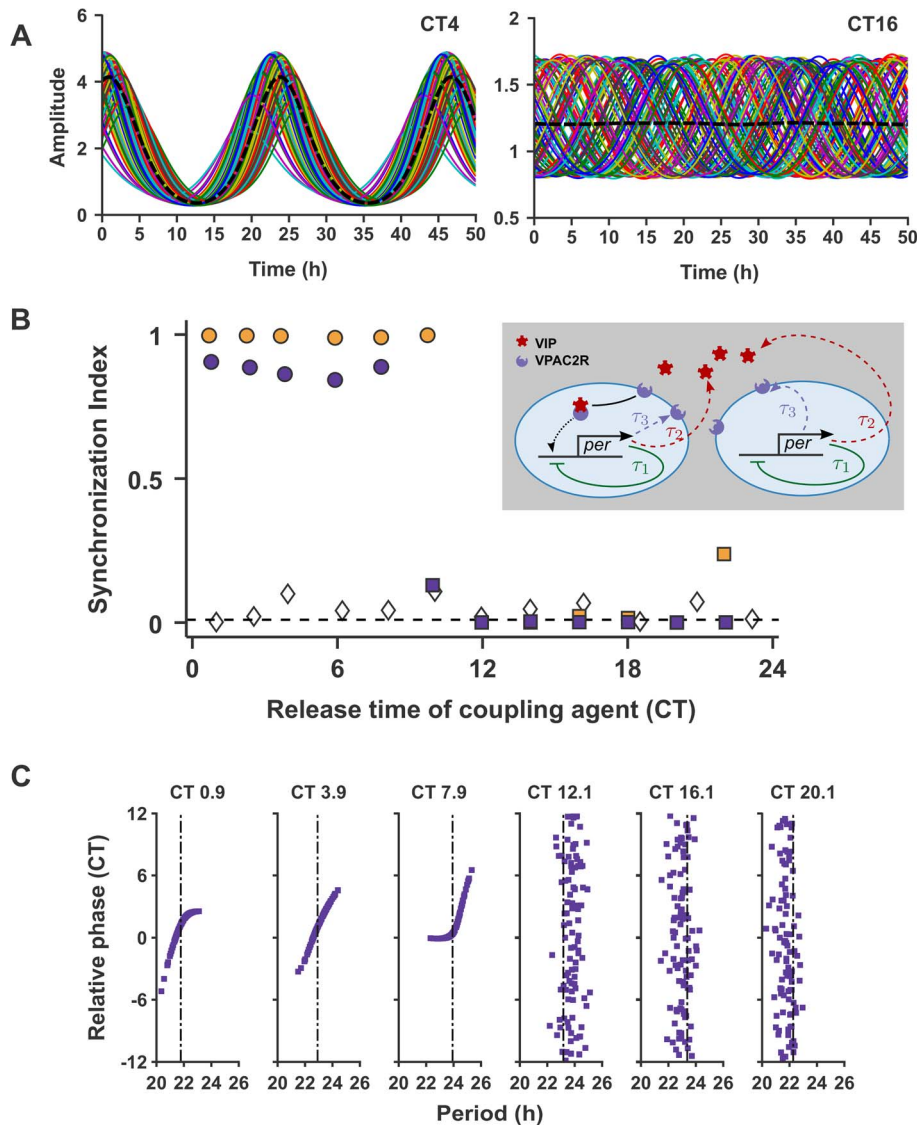 A
CT4
CT16
Amplitude
6
4
2
0
0 5 10 15 20 25 30 35 40 45 50
Time (h)
2
1.5
1
0.5
0 5 10 15 20 25 30 35 40 45 50
Time (h)
B
Synchronization Index
1
0.5
0
0 6 12 18 24
Release time of coupling agent (CT)
VIP
VPAC2R
per
τ3
τ2
τ1
per
τ3
τ2
τ1
C
CT 0.9 CT 3.9 CT 7.9 CT 12.1 CT 16.1 CT 20.1
Relative phase (CT)
12
6
0
-6
-12
20 22 24 26 20 22 24 26 20 22 24 26 20 22 24 26 20 22 24 26 20 22 24 26
Period (h)